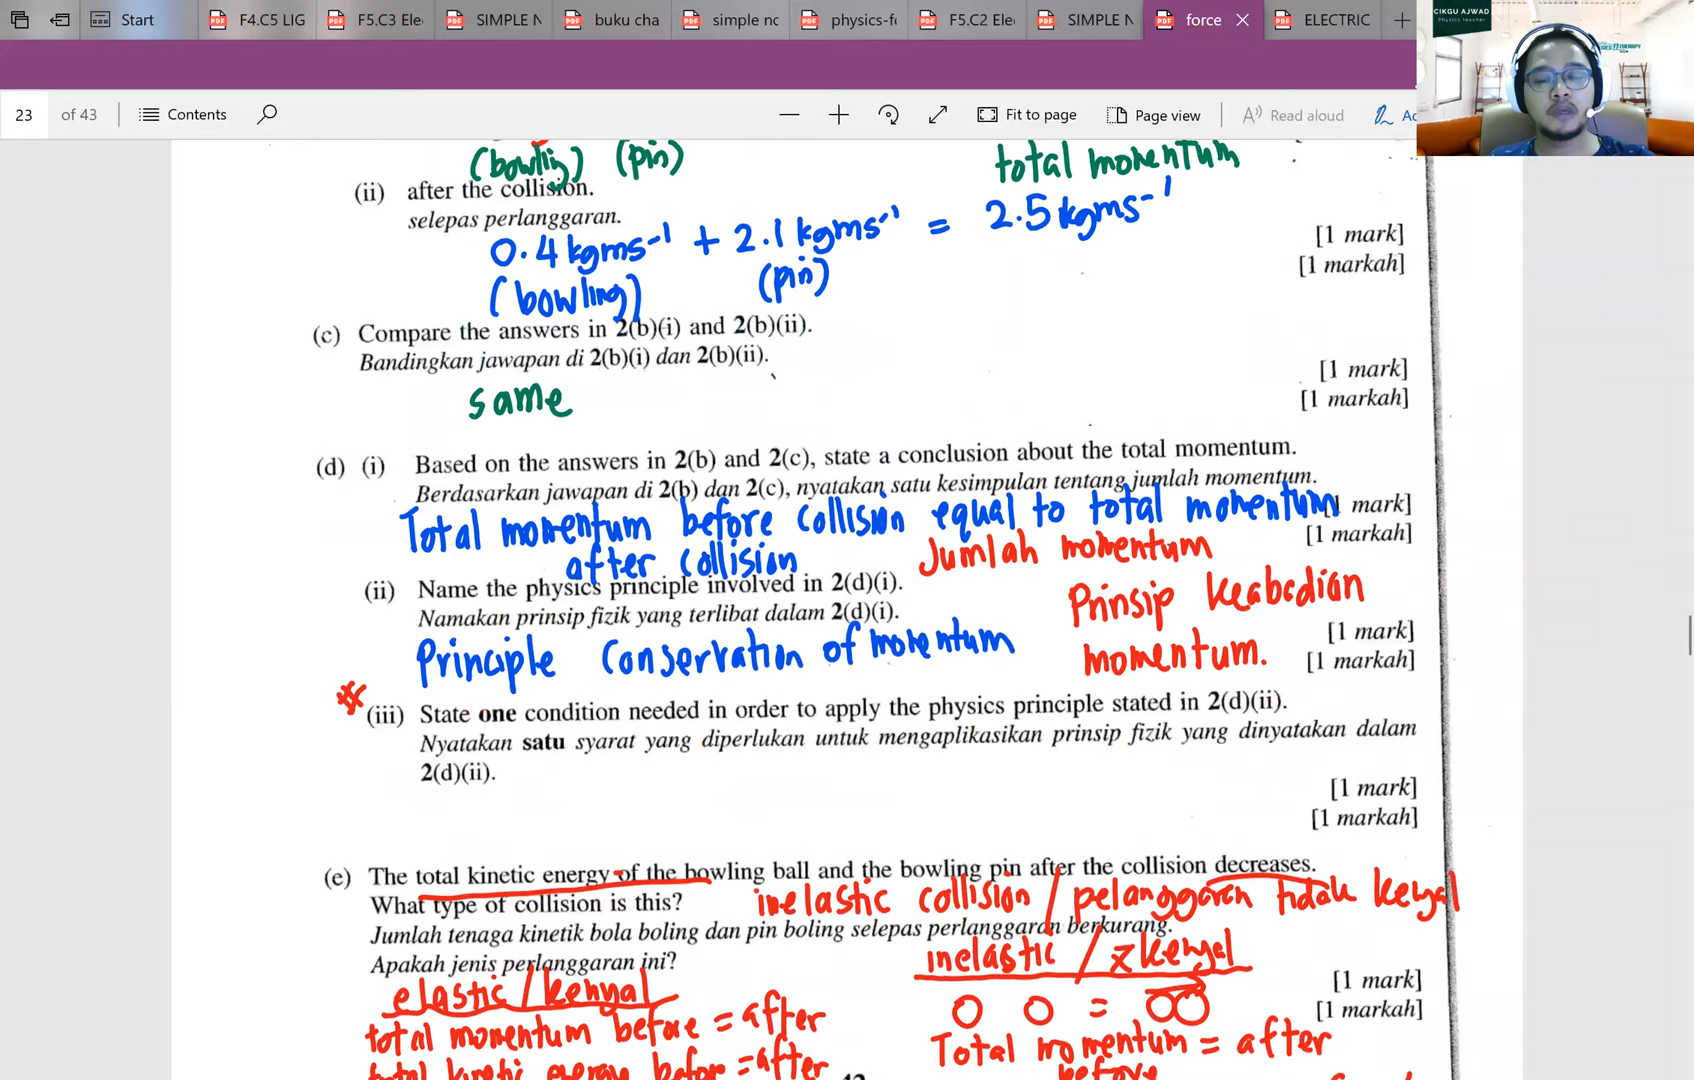 Start
F4.C5 LIG
F5.C3 Ele
SIMPLE N
buku cha
simple nc
physics-fo
F5.C2 Ele
SIMPLE N
force
ELECTRIC
CIKGU AJWAD
Physics teacher
23 of 43
Contents
Fit to page
Page view
Read aloud
(bowling) (pin) total momentum
(ii) after the collision.
selepas perlanggaran.
0.4 kgms-1 + 2.1 kgms-1 = 2.5 kgms-1
(bowling) (pin)
[1 mark]
[1 markah]
(c) Compare the answers in 2(b)(i) and 2(b)(ii).
Bandingkan jawapan di 2(b)(i) dan 2(b)(ii).
[1 mark]
[1 markah]
same
(d) (i) Based on the answers in 2(b) and 2(c), state a conclusion about the total momentum.
Berdasarkan jawapan di 2(b) dan 2(c), nyatakan satu kesimpulan tentang jumlah momentum.
Total momentum before collision equal to total momentum
mark]
[1 markah]
after collision
Jumlah momentum
(ii) Name the physics principle involved in 2(d)(i).
Namakan prinsip fizik yang terlibat dalam 2(d)(i).
Prinsip keabadian
momentum.
Principle Conservation of momentum
[1 mark]
[1 markah]
(iii) State one condition needed in order to apply the physics principle stated in 2(d)(ii).
Nyatakan satu syarat yang diperlukan untuk mengaplikasikan prinsip fizik yang dinyatakan dalam
2(d)(ii).
[1 mark]
[1 markah]
(e) The total kinetic energy of the bowling ball and the bowling pin after the collision decreases.
What type of collision is this?
inelastic collision / pelanggaran tidak kenyal
Jumlah tenaga kinetik bola boling dan pin boling selepas perlanggaran berkurang.
Apakah jenis perlanggaran ini?
[1 mark]
[1 markah]
elastic / kenyal
total momentum before = after
total kinetic energy before = after
inelastic / x kenyal
Total momentum = after
before